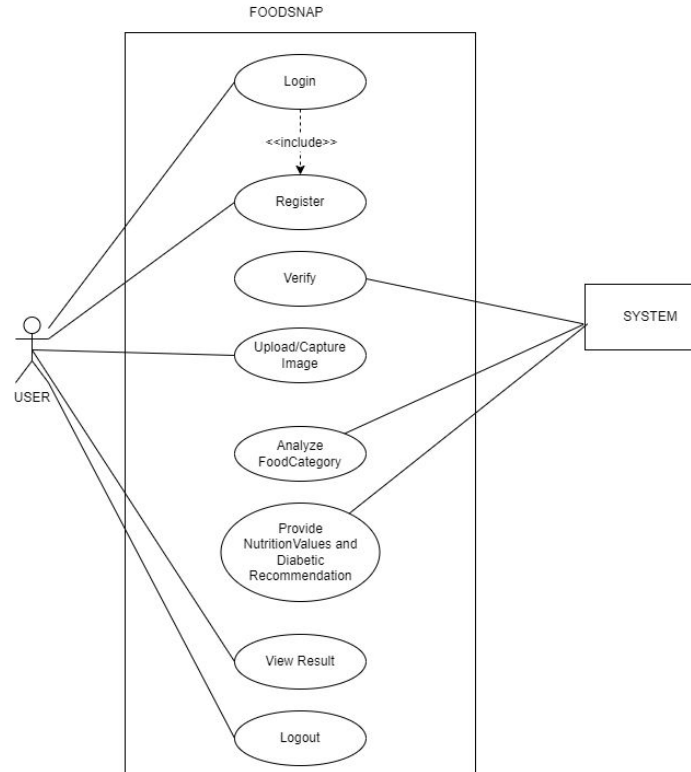 FOODSNAP
Login
<<include>>
Register
Verify
SYSTEM
Upload/Capture
Image
USER
Analyze
FoodCategory
Provide
NutritionValues and
Diabetic
Recommendation
View Result
Logout